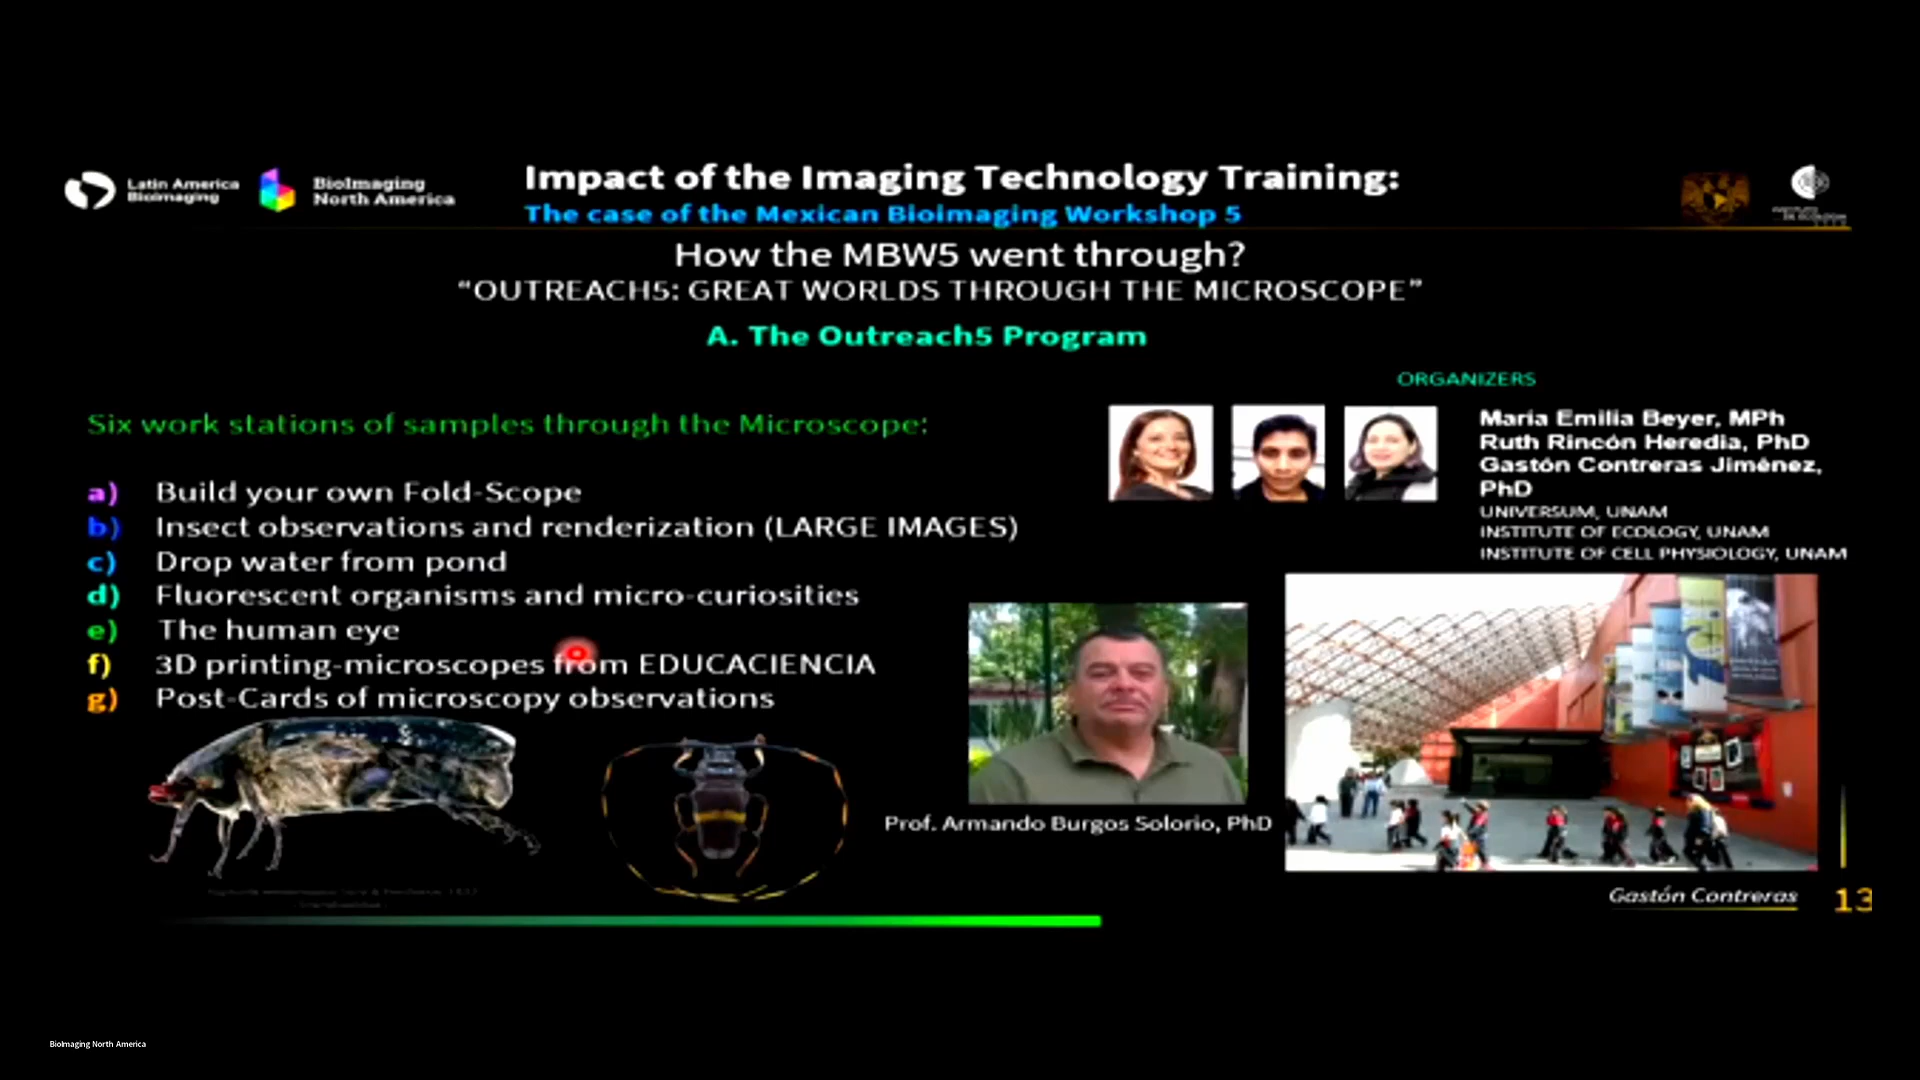 Latin America
Bioimaging
BioImaging
North America
Impact of the Imaging Technology Training:
The case of the Mexican BioImaging Workshop 5
How the MBW5 went through?
“OUTREACH5: GREAT WORLDS THROUGH THE MICROSCOPE”
A. The Outreach5 Program
ORGANIZERS
Six work stations of samples through the Microscope:
María Emilia Beyer, MPh
Ruth Rincón Heredia, PhD
Gastón Contreras Jiménez,
PhD
UNIVERSUM, UNAM
INSTITUTE OF ECOLOGY, UNAM
INSTITUTE OF CELL PHYSIOLOGY, UNAM
a) Build your own Fold-Scope
b) Insect observations and renderization (LARGE IMAGES)
c) Drop water from pond
d) Fluorescent organisms and micro-curiosities
e) The human eye
f) 3D printing-microscopes from EDUCACIENCIA
g) Post-Cards of microscopy observations
Prof. Armando Burgos Solorio, PhD
Gastón Contreras
13
BioImaging North America